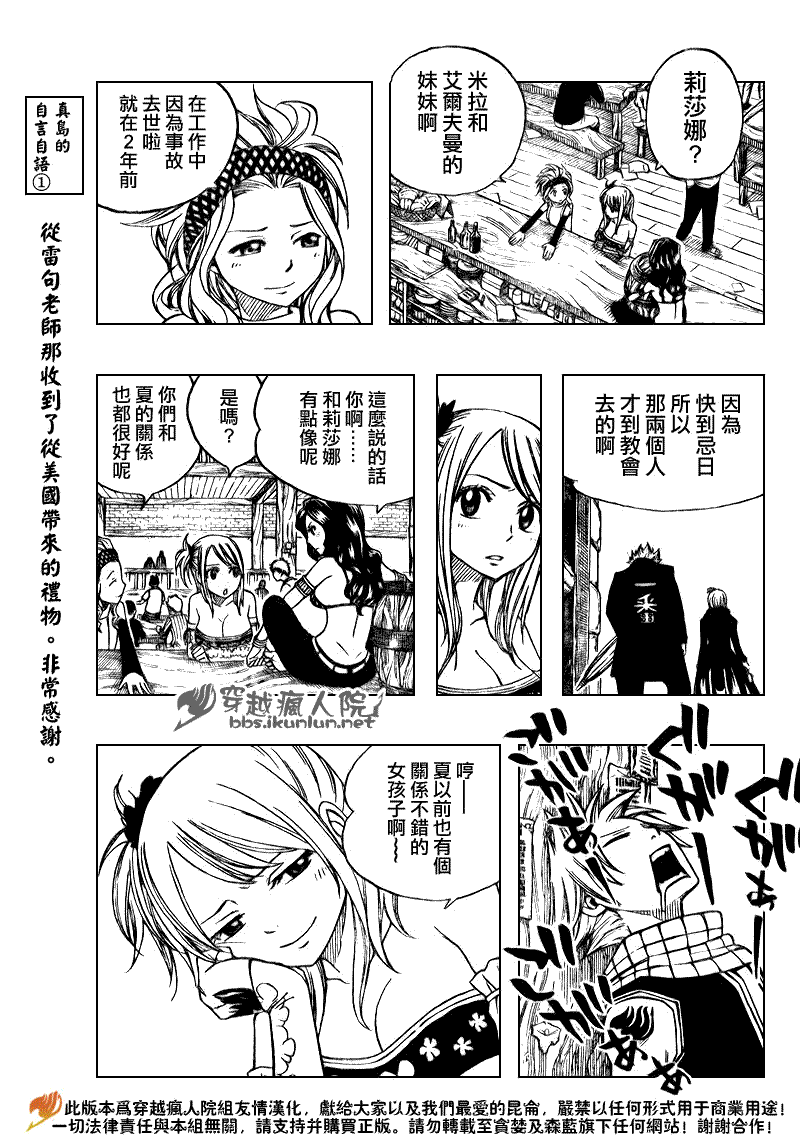 莉莎娜？
米拉和
艾爾夫曼的
妹妹啊
在工作中
因為事故
去世啦
就在2年前
因為
快到忌日
所以
那兩個人
才到教會
去的啊
這麼說的話
你啊……
和莉莎娜
有點像呢
是嗎？
你們和
夏的關係
也都很好呢
哼——
夏以前也有個
關係不錯的
女孩子啊～
真島的
自言自語①
從雷句老師那收到了從美國帶來的禮物。非常感謝。
穿越瘋人院
bbs.ikunlun.net
此版本爲穿越瘋人院組友情漢化，獻給大家以及我們最愛的昆侖，嚴禁以任何形式用于商業用途！
一切法律責任與本組無關，請支持并購買正版。請勿轉載至貪婪及森藍旗下任何網站！謝謝合作！